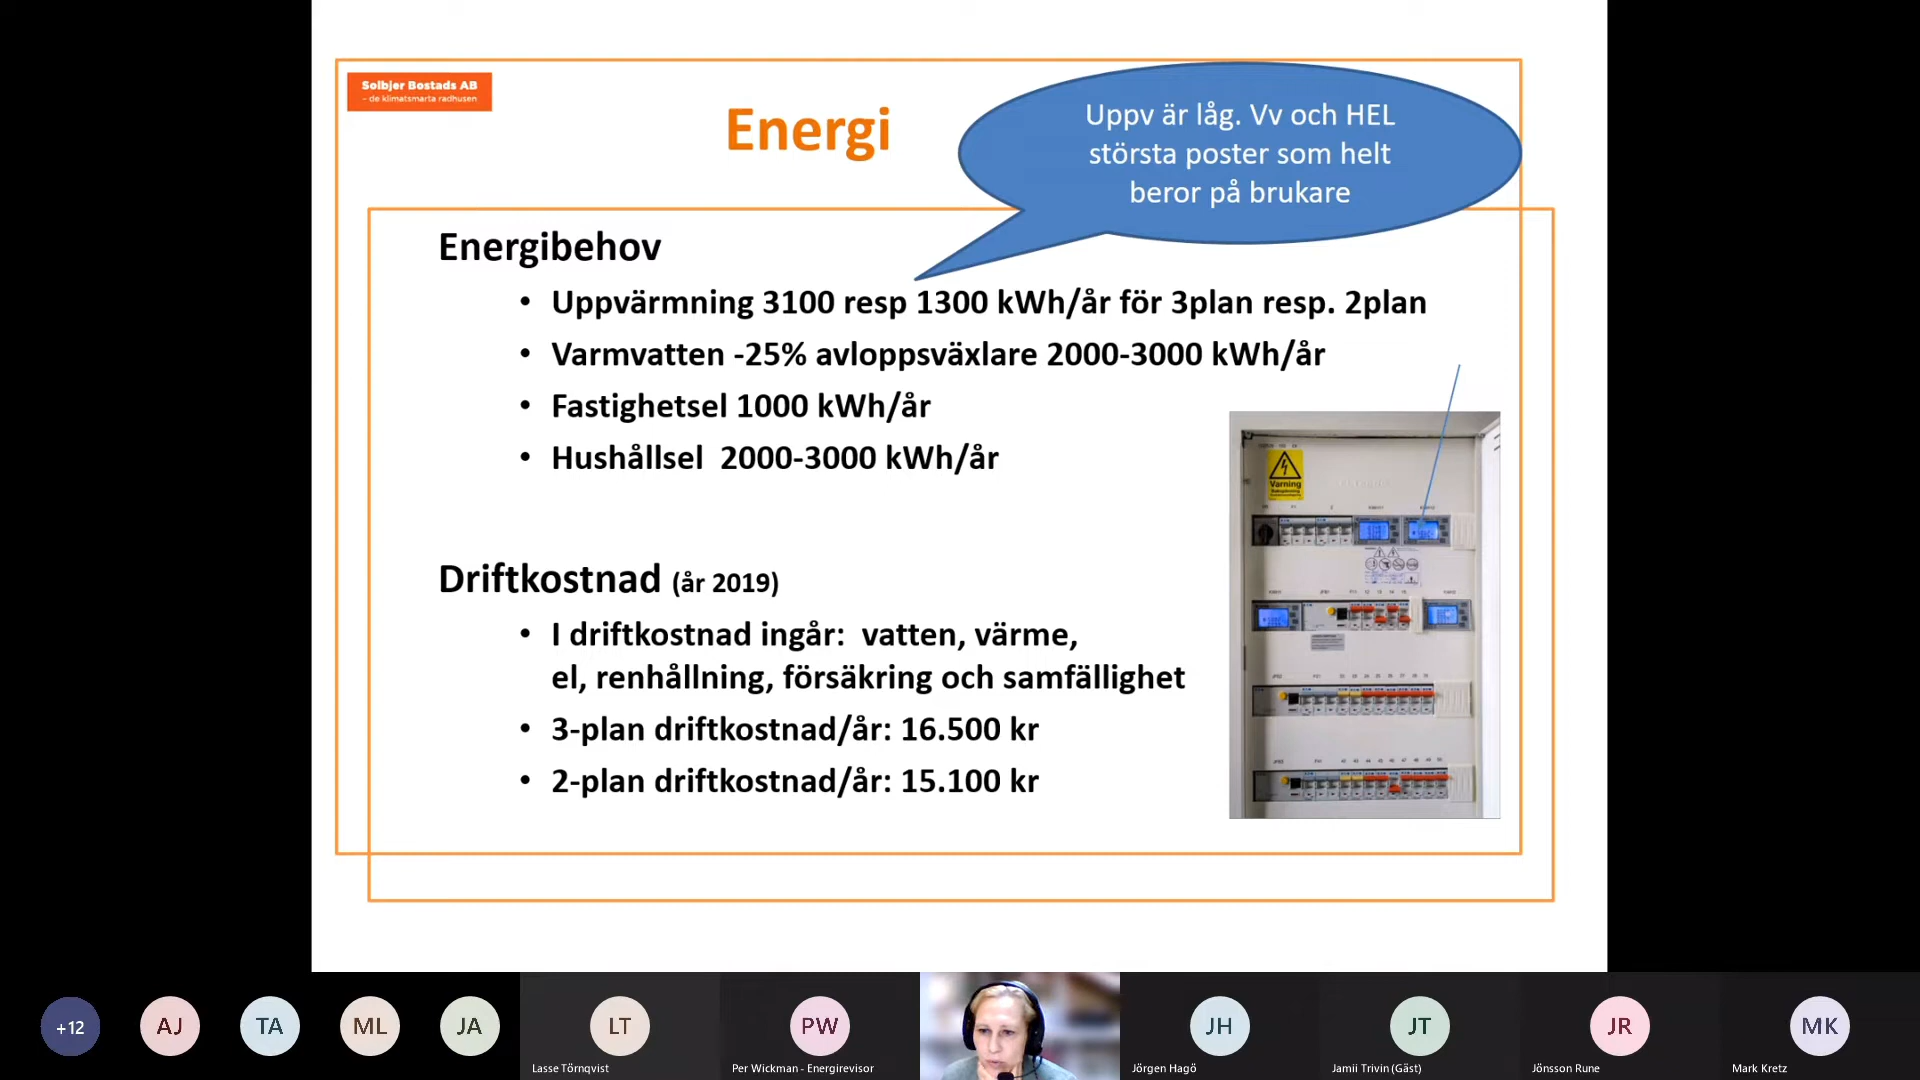 Solbjer Bostads AB
– de klimatsmarta radhusen
Energi
Uppv är låg. Vv och HEL
största poster som helt
beror på brukare
Energibehov
• Uppvärmning 3100 resp 1300 kWh/år för 3plan resp. 2plan
• Varmvatten -25% avloppsväxlare 2000-3000 kWh/år
• Fastighetsel 1000 kWh/år
• Hushållsel  2000-3000 kWh/år
Varning
Driftkostnad (år 2019)
• I driftkostnad ingår:  vatten, värme,
el, renhållning, försäkring och samfällighet
• 3-plan driftkostnad/år: 16.500 kr
• 2-plan driftkostnad/år: 15.100 kr
+12
AJ
TA
ML
JA
LT
PW
JH
JT
JR
MK
Lasse Törnqvist
Per Wickman - Energirevisor
Jörgen Hagö
Jamii Trivin (Gäst)
Jönsson Rune
Mark Kretz